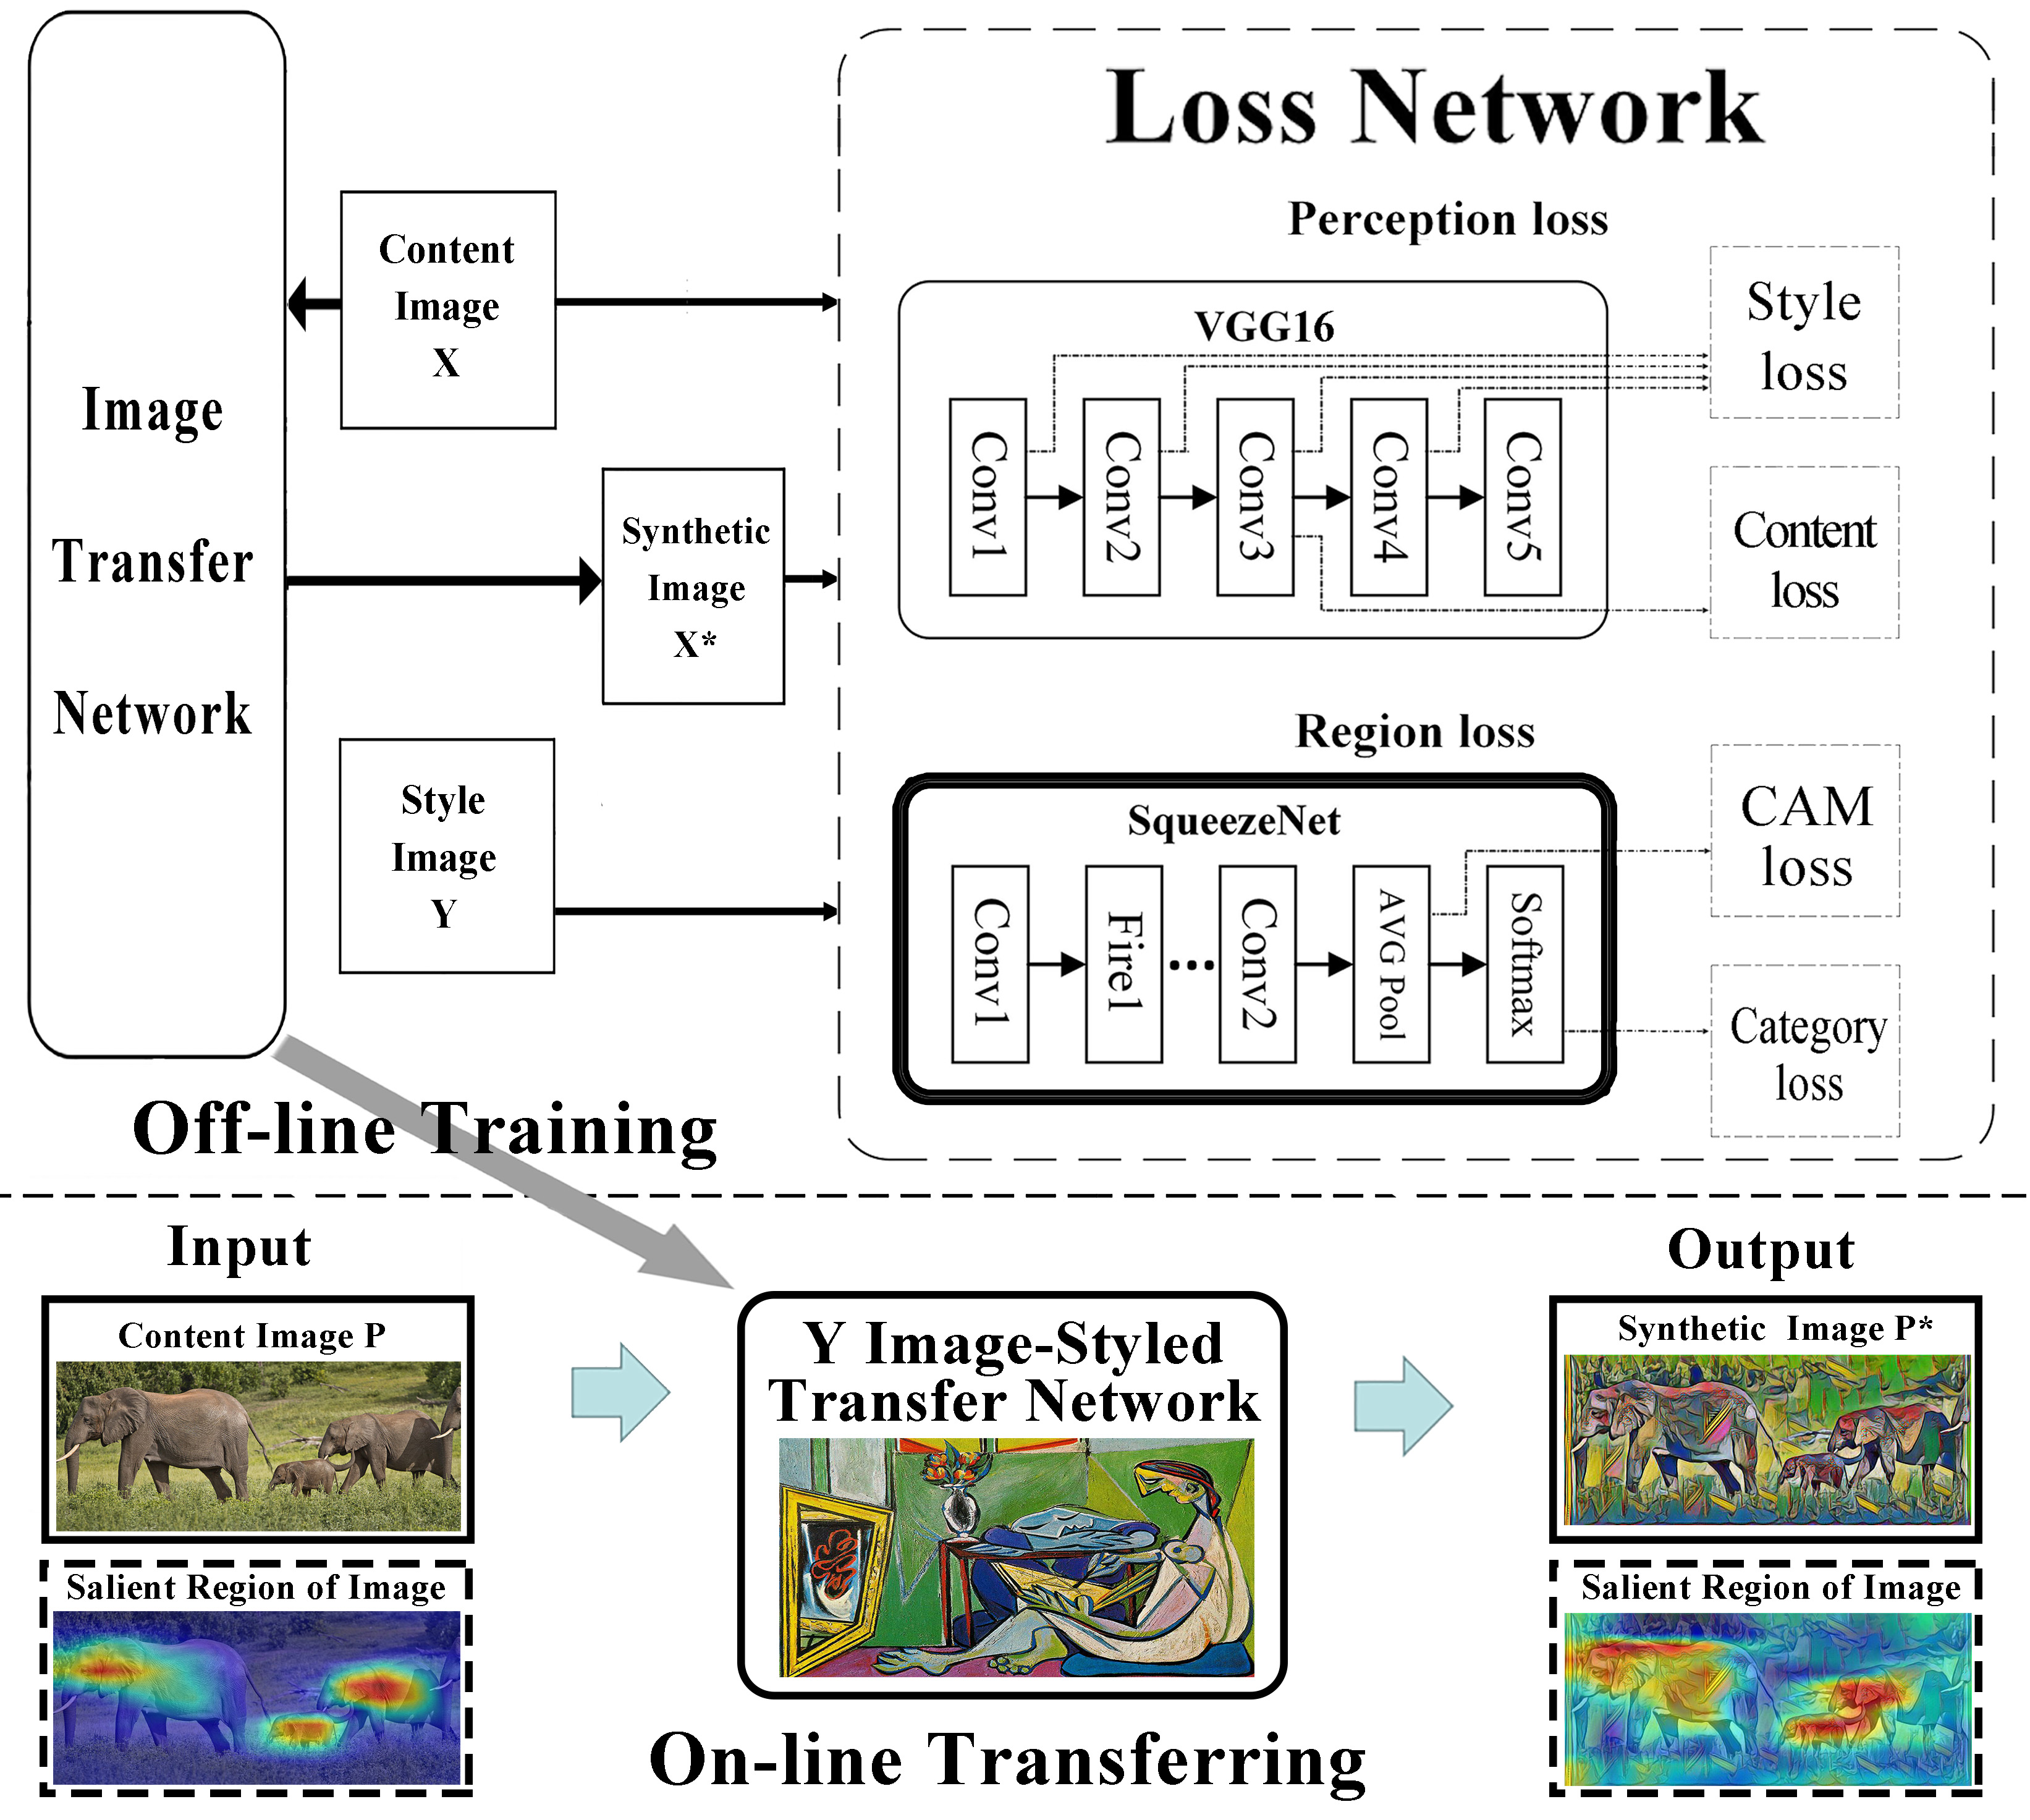 Loss Network
Perception loss
Content
Image
X
Style
loss
VGG16
Image
Transfer
Network
Conv1
Conv2
Conv3
Conv4
Conv5
Synthetic
Image
X*
Content
loss
Region loss
Style
Image
Y
SqueezeNet
CAM
loss
Conv1
Fire1
...
Conv2
AVG Pool
Softmax
Category
loss
Off-line Training
Input
Output
Content Image P
Y Image-Styled
Transfer Network
Synthetic Image P*
Salient Region of Image
Salient Region of Image
On-line Transferring